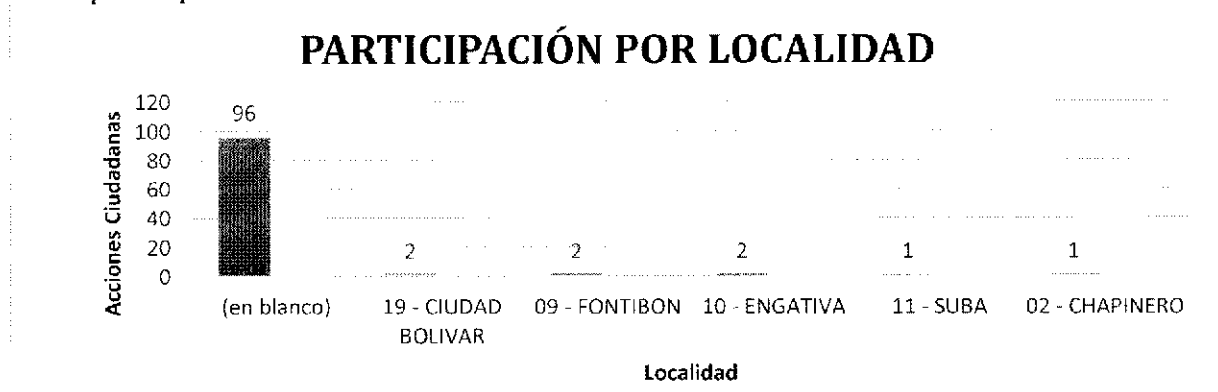 PARTICIPACIÓN POR LOCALIDAD
Acciones Ciudadanas
120
100
80
60
40
20
0
96
2
2
2
1
1
(en blanco)
19 - CIUDAD BOLIVAR
09 - FONTIBON
10 - ENGATIVA
11 - SUBA
02 - CHAPINERO
Localidad